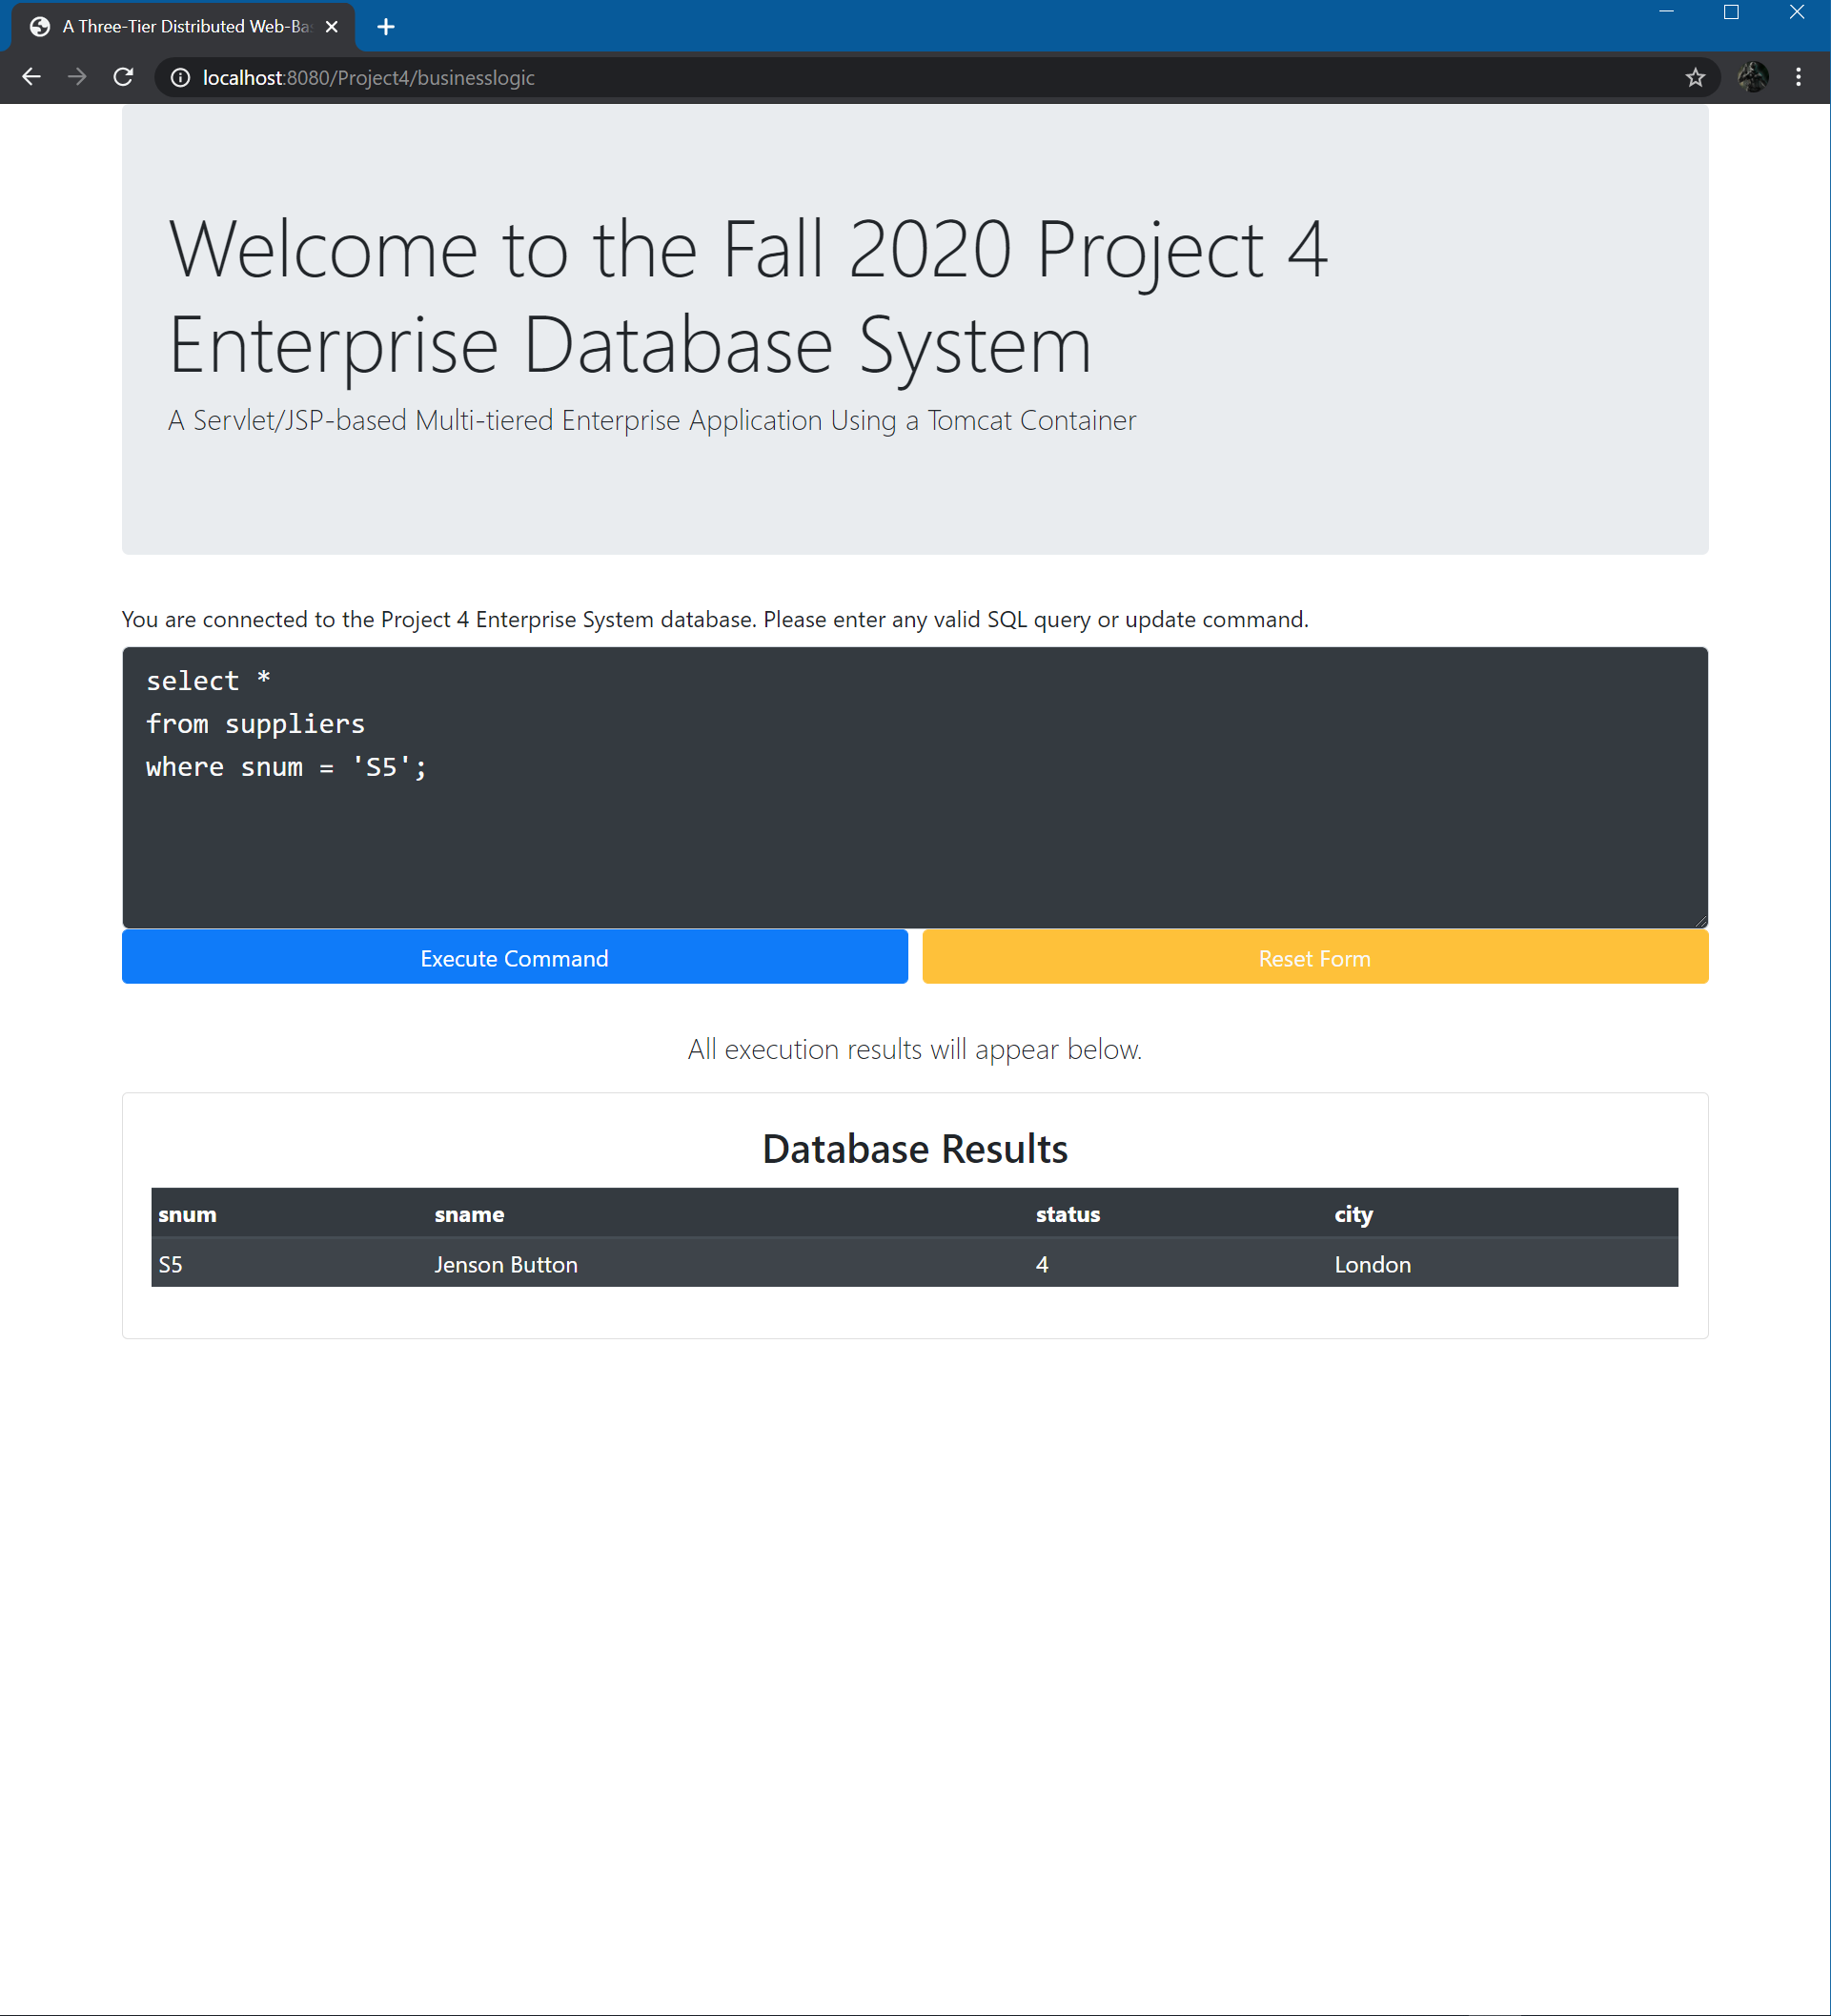 A Three-Tier Distributed Web-Ba
localhost:8080/Project4/businesslogic
Welcome to the Fall 2020 Project 4
Enterprise Database System
A Servlet/JSP-based Multi-tiered Enterprise Application Using a Tomcat Container
You are connected to the Project 4 Enterprise System database. Please enter any valid SQL query or update command.
select *
from suppliers
where snum = 'S5';
Execute Command Reset Form
All execution results will appear below.
Database Results
snum sname status city
S5 Jenson Button 4 London